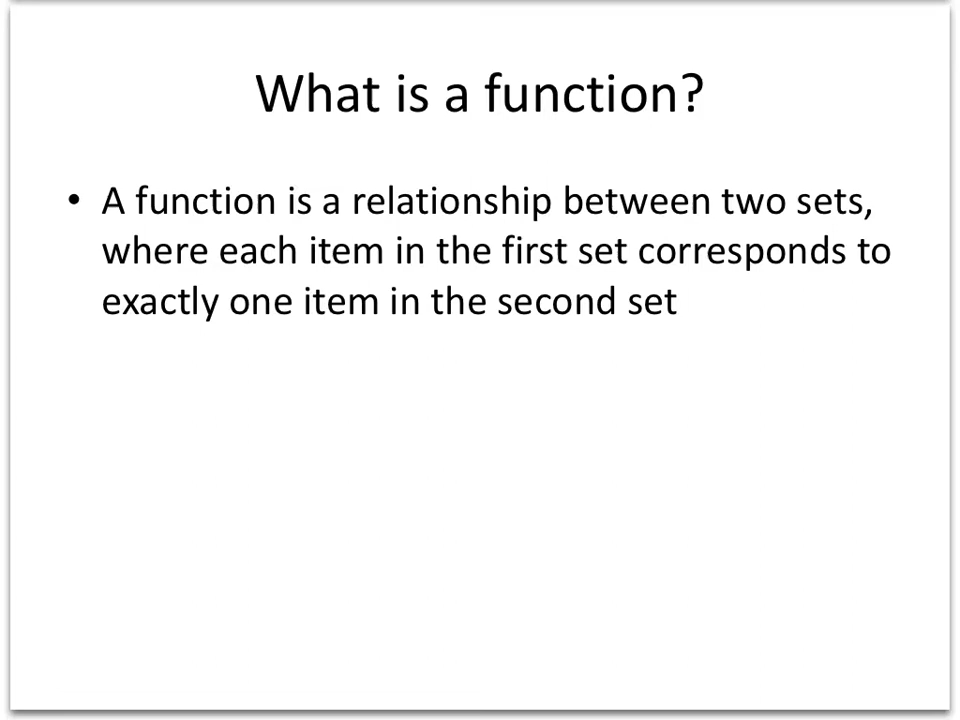 What is a function?
• A function is a relationship between two sets,
where each item in the first set corresponds to
exactly one item in the second set